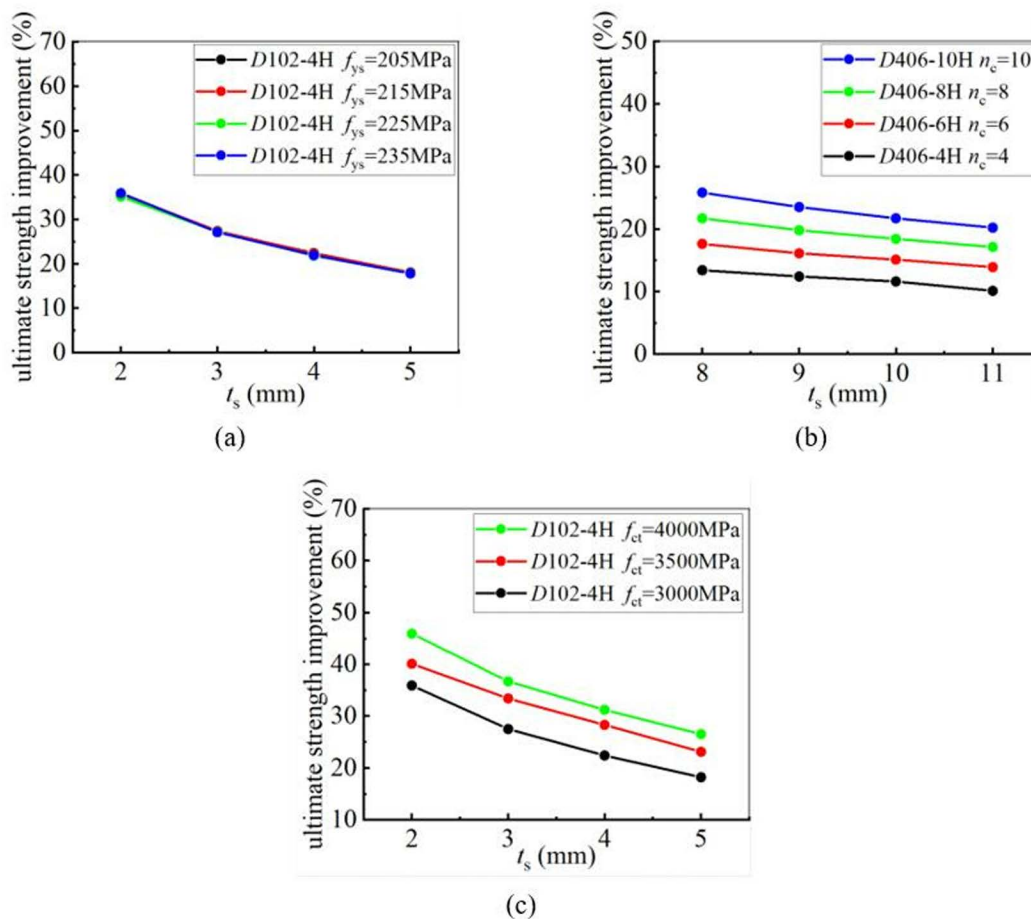 ultimate strength improvement (%)
70
60
50
40
30
20
10
0
D102-4H fys=205MPa
D102-4H fys=215MPa
D102-4H fys=225MPa
D102-4H fys=235MPa
2 3 4 5
ts (mm)
(a)
ultimate strength improvement (%)
50
40
30
20
10
0
D406-10H nc=10
D406-8H nc=8
D406-6H nc=6
D406-4H nc=4
8 9 10 11
ts (mm)
(b)
ultimate strength improvement (%)
70
60
50
40
30
20
10
D102-4H fct=4000MPa
D102-4H fct=3500MPa
D102-4H fct=3000MPa
2 3 4 5
ts (mm)
(c)